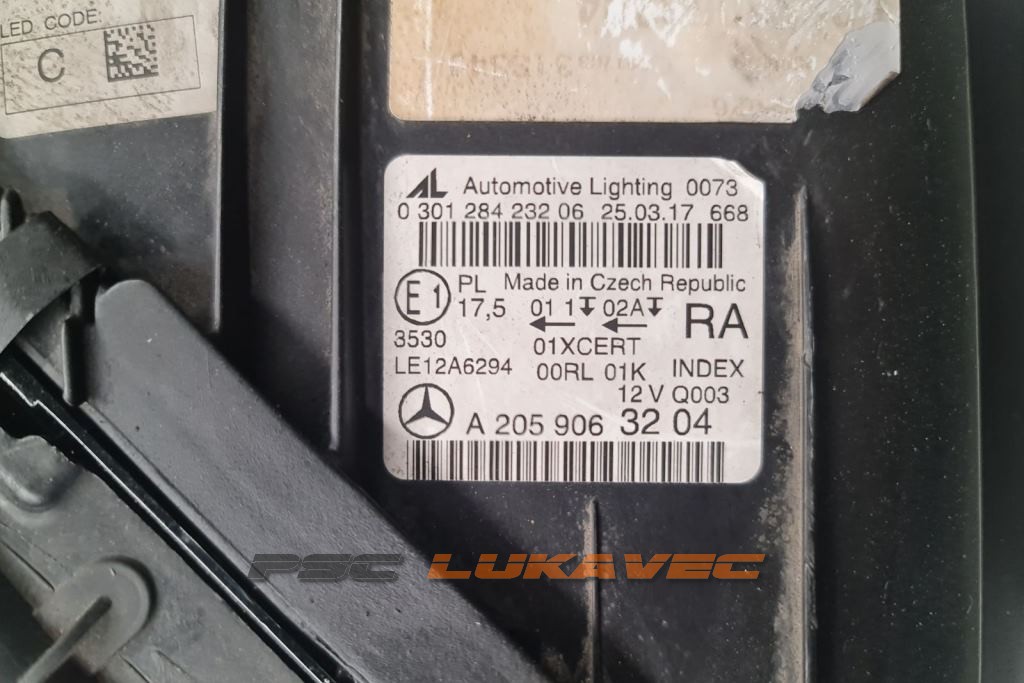 LED CODE:
C
AL Automotive Lighting 0073
0 301 284 232 06 25.03.17 668
E1 PL Made in Czech Republic
17,5 01 1 02A RA
3530 01XCERT
LE12A6294 00RL 01K INDEX
12 V Q003
A 205 906 32 04
PSC LUKAVEC